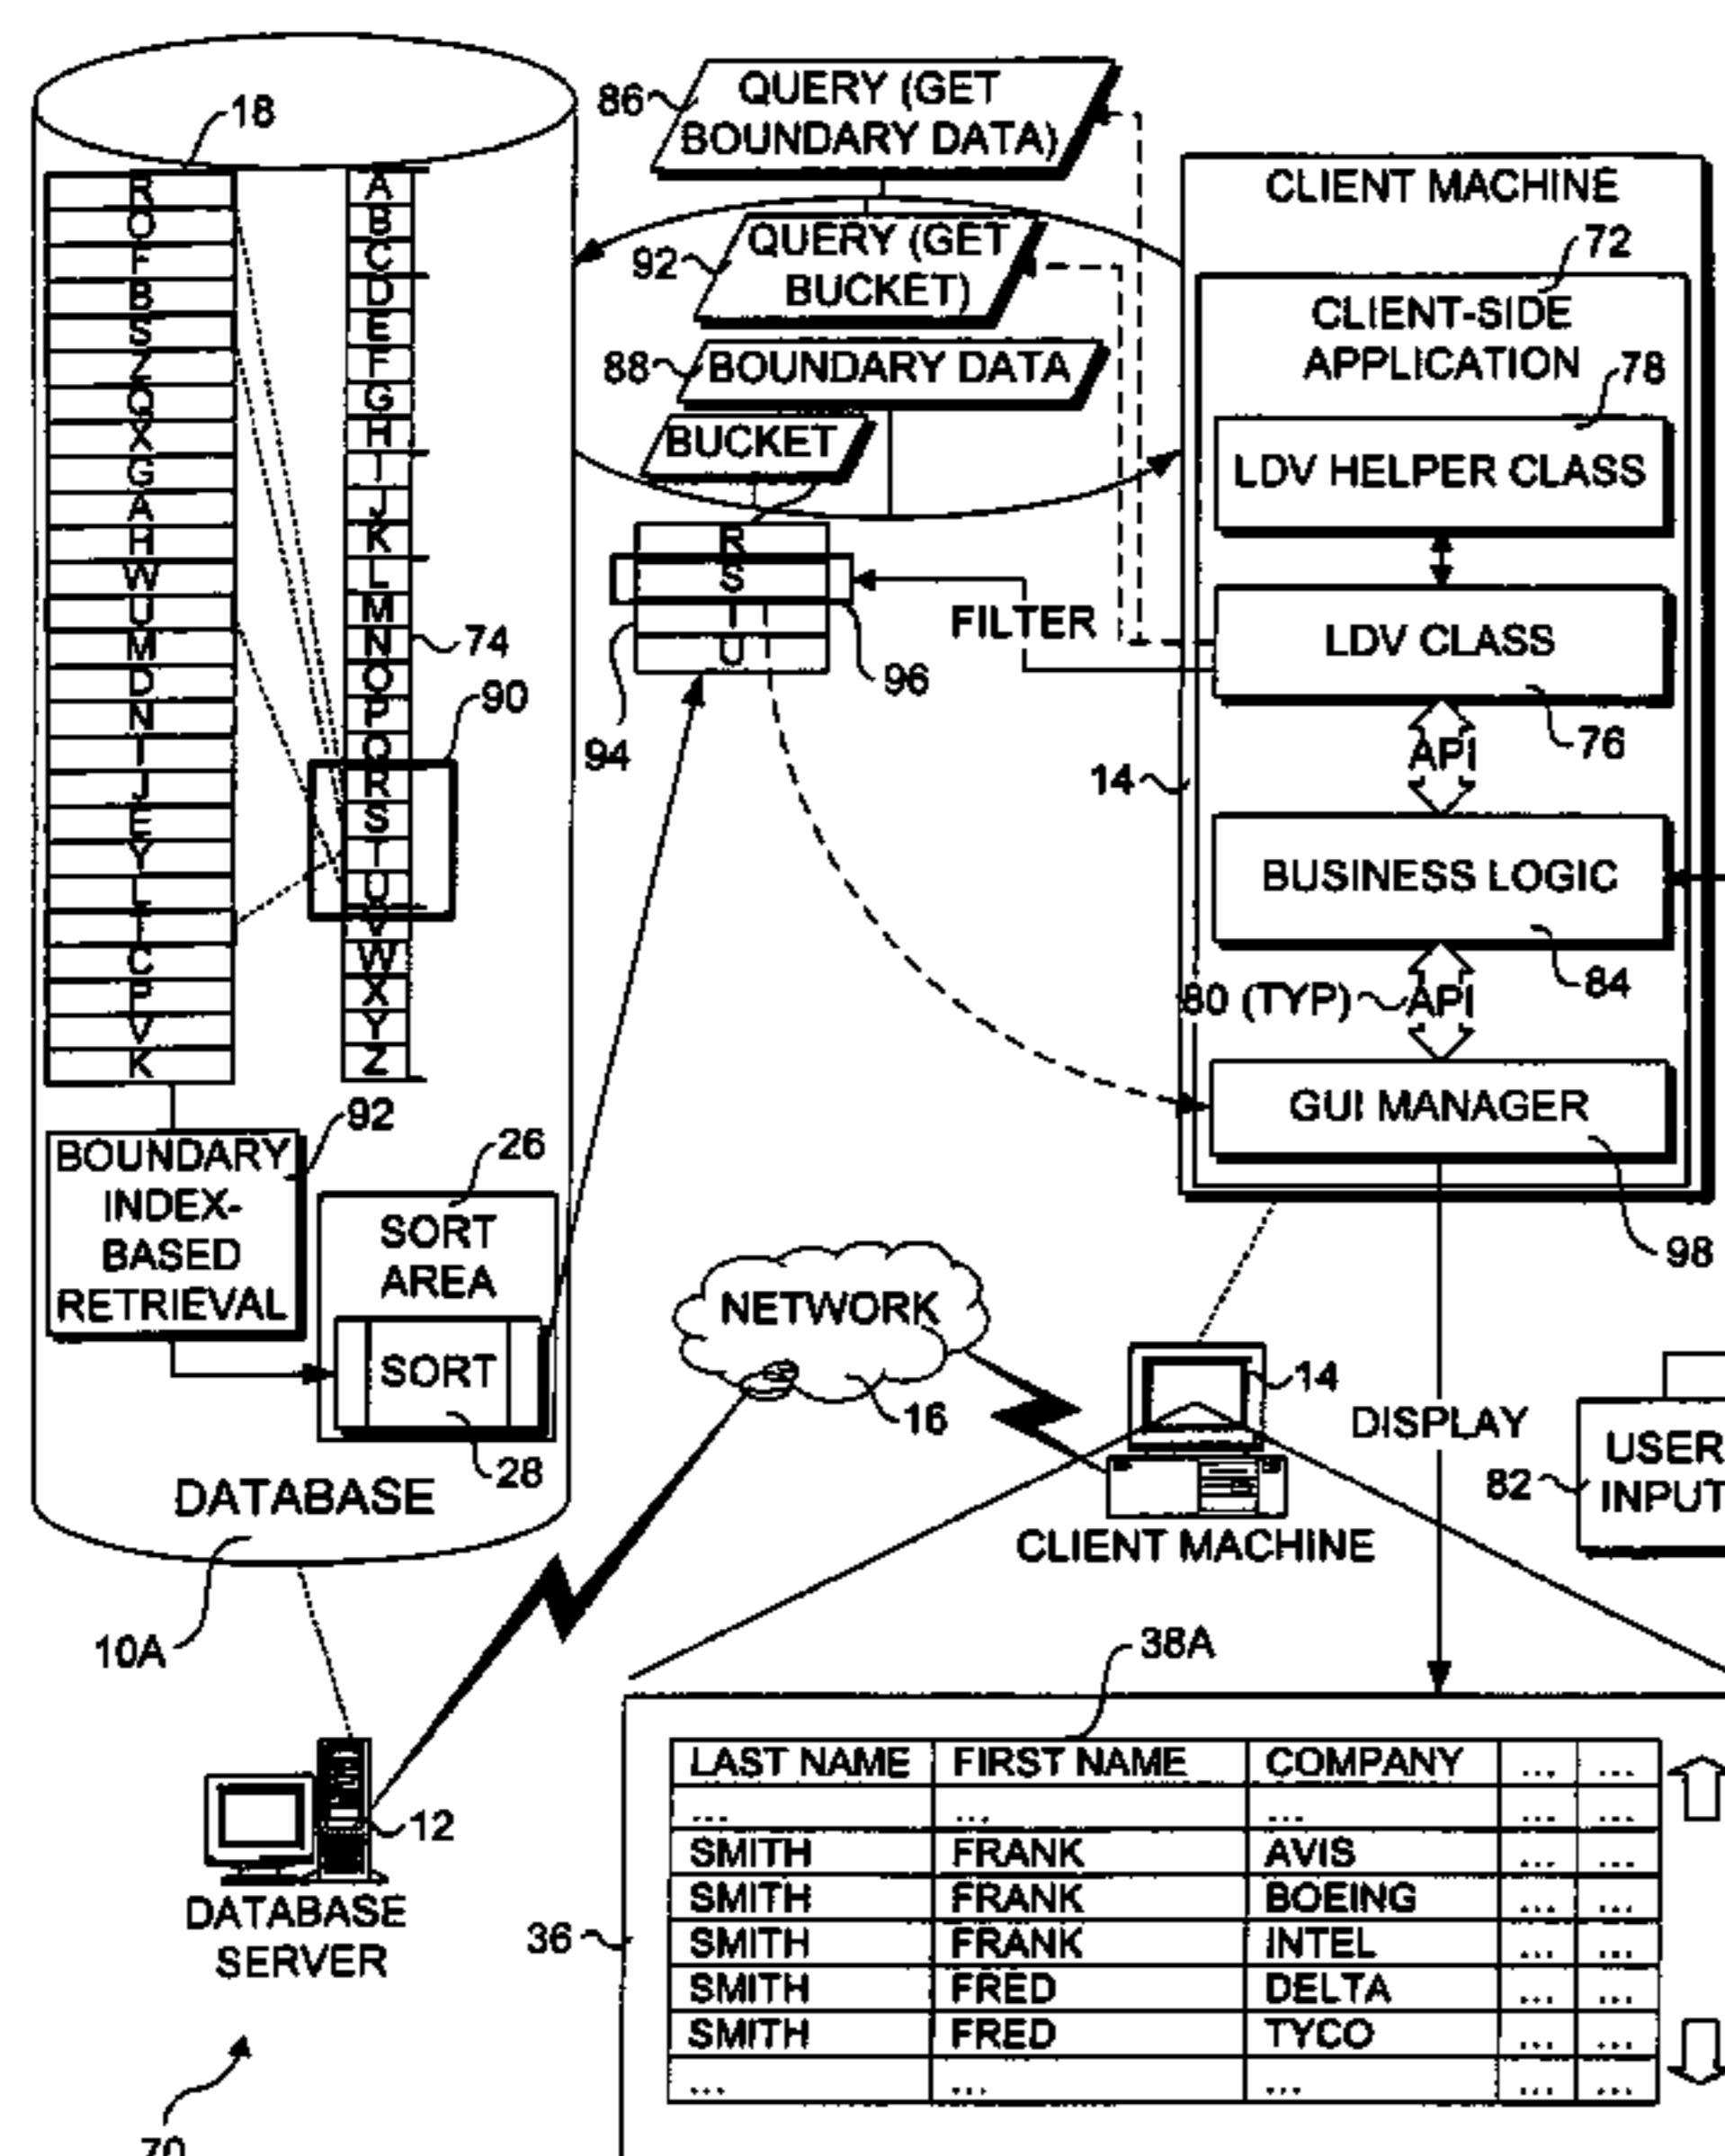 18
R
O
F
B
S
Z
Q
X
G
A
H
W
U
M
D
N
I
J
E
Y
L
T
C
P
V
K
A
B
C
D
E
F
G
H
I
J
K
L
M
N
O
P
Q
R
S
T
U
V
W
X
Y
Z
74
90
92
BOUNDARY
INDEX-
BASED
RETRIEVAL
26
SORT
AREA
SORT
28
DATABASE
10A
86
QUERY (GET
BOUNDARY DATA)
92
QUERY (GET
BUCKET)
88
BOUNDARY DATA
BUCKET
R
S
T
U
94
96
FILTER
CLIENT MACHINE
72
CLIENT-SIDE
APPLICATION
78
LDV HELPER CLASS
LDV CLASS
76
API
14
BUSINESS LOGIC
84
80 (TYP)
API
GUI MANAGER
98
NETWORK
16
14
CLIENT MACHINE
DISPLAY
USER
INPUT
82
12
DATABASE
SERVER
70
38A
36
LAST NAME FIRST NAME COMPANY ... ...
... ... ... ... ...
SMITH FRANK AVIS ... ...
SMITH FRANK BOEING ... ...
SMITH FRANK INTEL ... ...
SMITH FRED DELTA ... ...
SMITH FRED TYCO ... ...
... ... ... ... ...